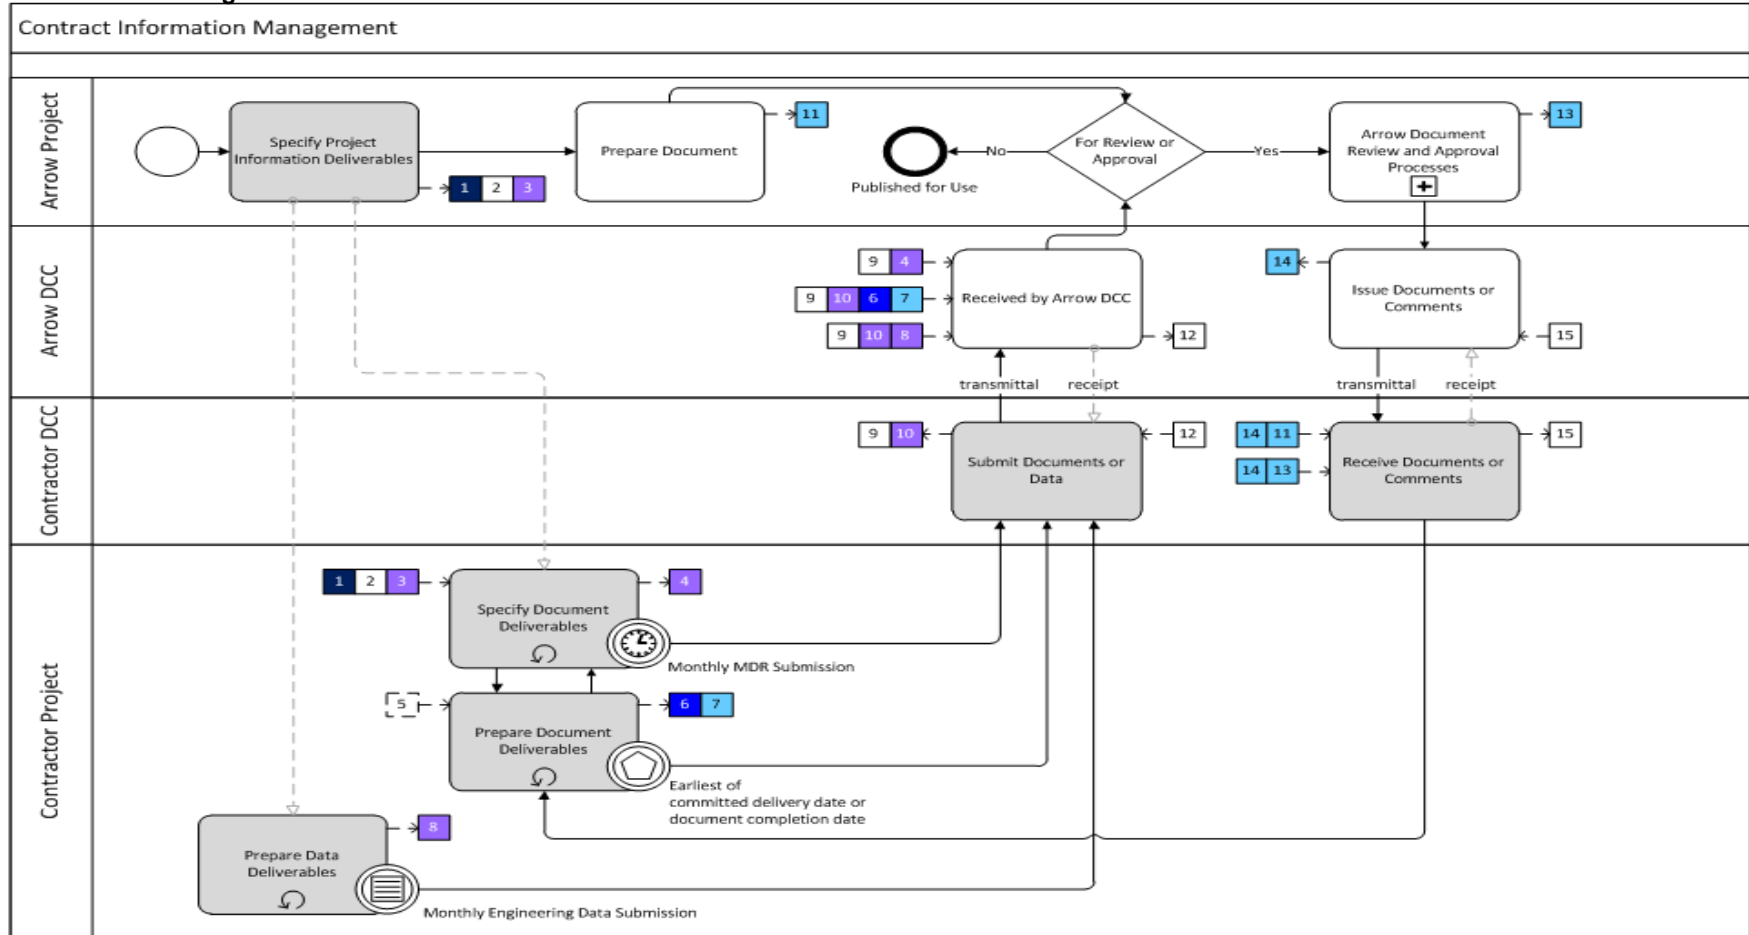 Contract Information Management
Arrow Project
Specify Project
Information Deliverables
1 2 3
Prepare Document
11
Published for Use
No
For Review or
Approval
Yes
Arrow Document
Review and Approval
Processes
13
Arrow DCC
9 4
9 10 6 7
9 10 8
Received by Arrow DCC
12
14
Issue Documents or
Comments
15
transmittal receipt
transmittal receipt
Contractor DCC
9 10
Submit Documents or
Data
12
14 11
14 13
Receive Documents or
Comments
15
Contractor Project
1 2 3
Specify Document
Deliverables
4
Monthly MDR Submission
5
Prepare Document
Deliverables
6 7
Earliest of
committed delivery date or
document completion date
Prepare Data
Deliverables
8
Monthly Engineering Data Submission